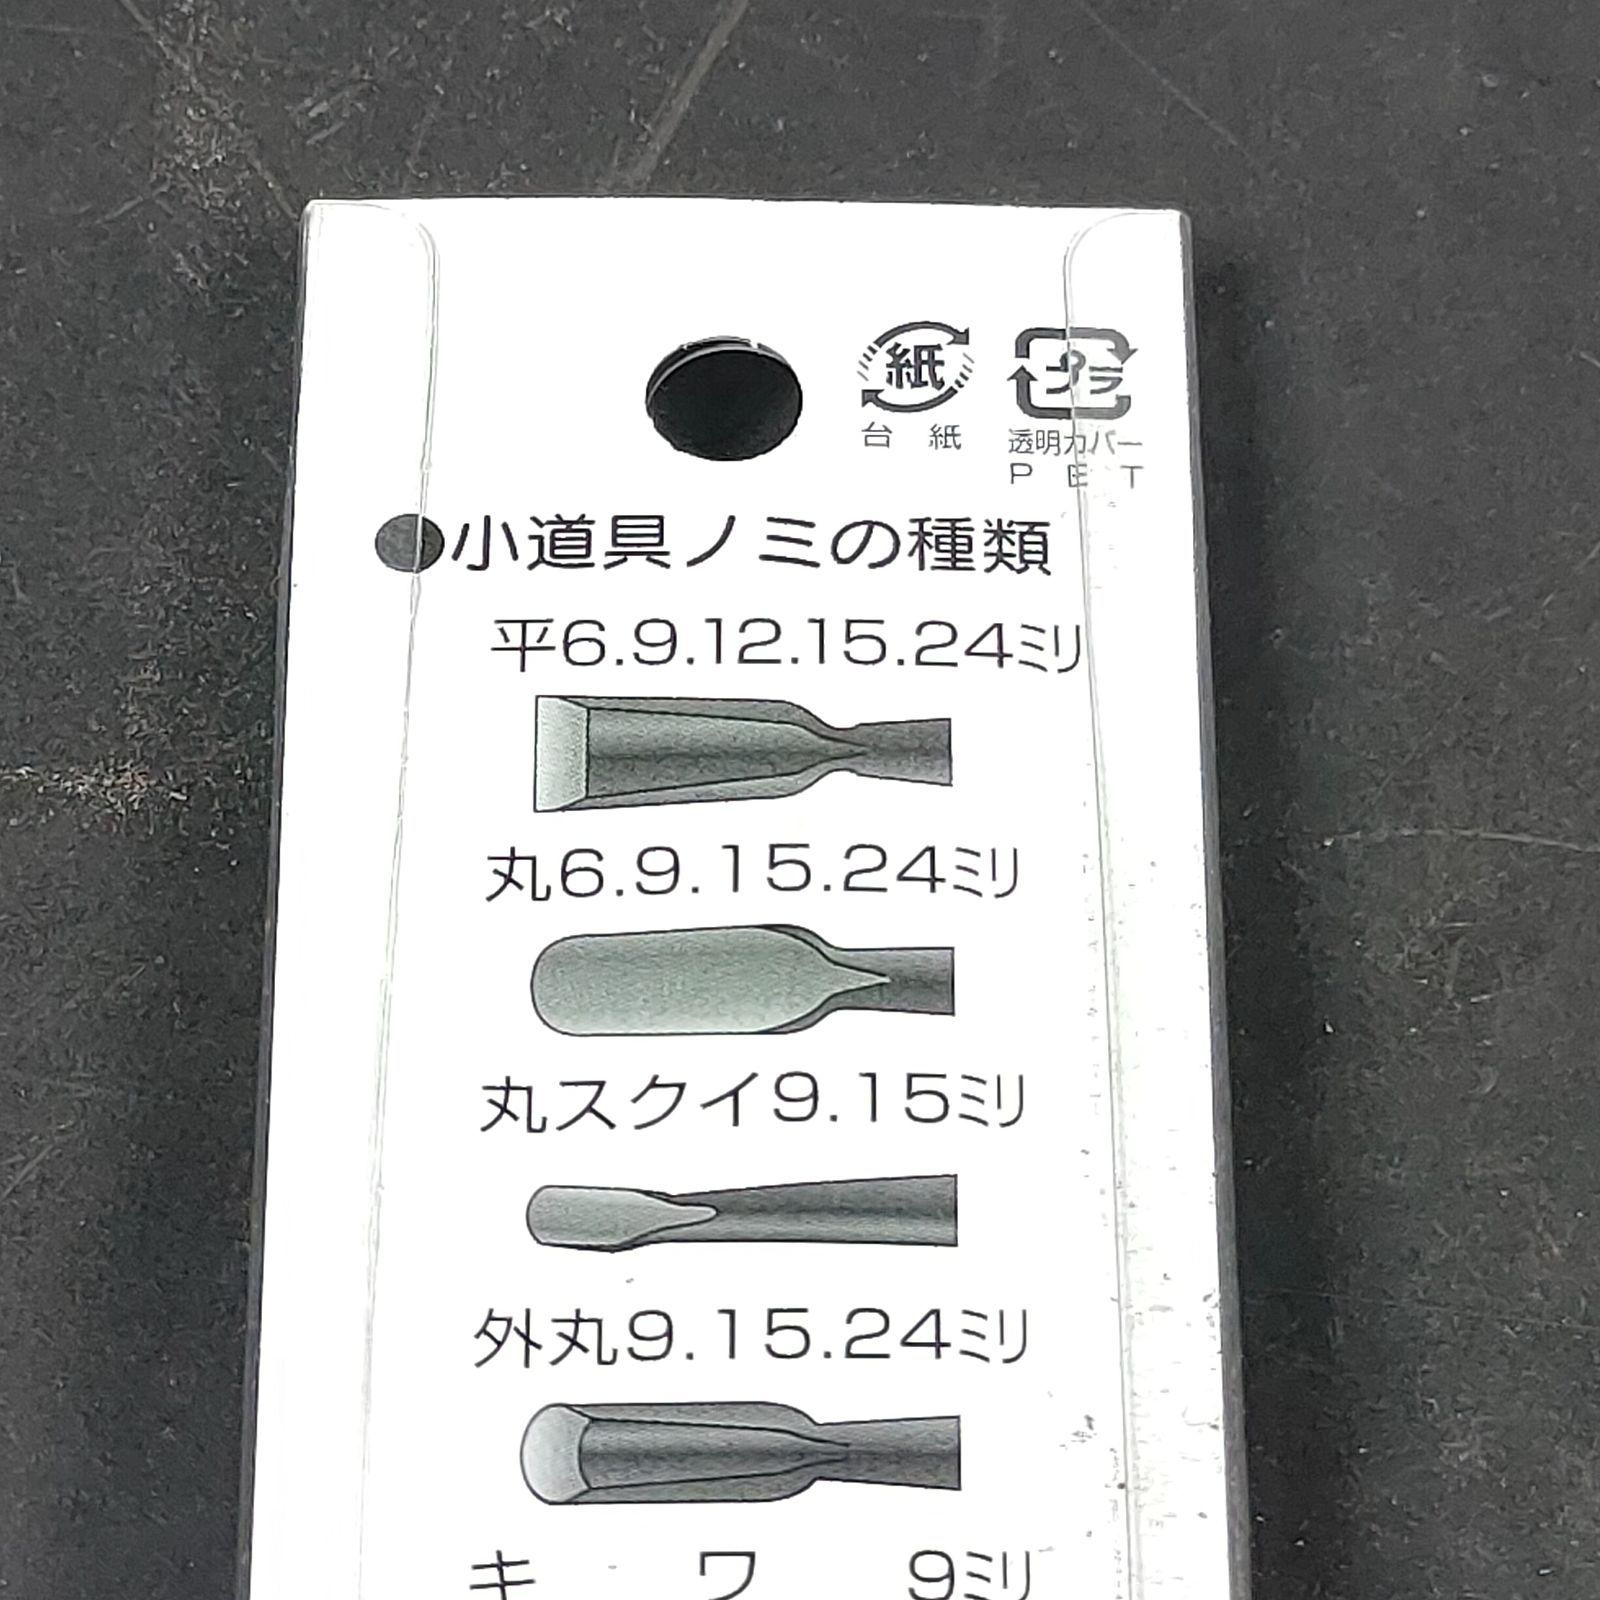 紙 プラ
台紙 透明カバー
PET
●小道具ノミの種類
平6.9.12.15.24ミリ
丸6.9.15.24ミリ
丸スクイ9.15ミリ
外丸9.15.24ミリ
キワ 9ミリ